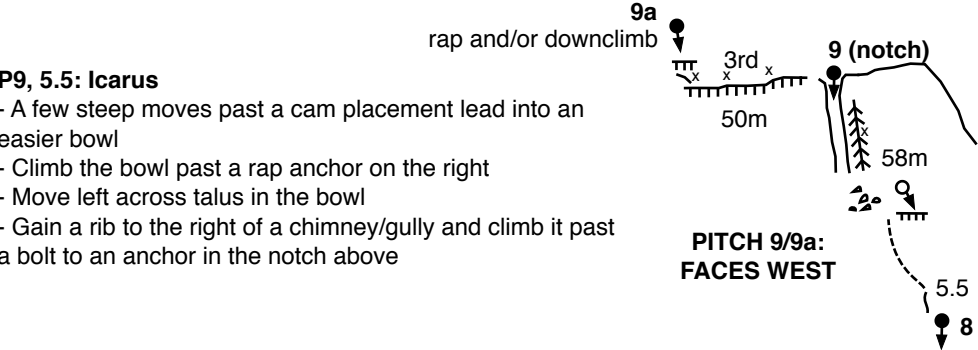 9a
rap and/or downclimb
3rd
x x x
50m
9 (notch)
x
58m
P9, 5.5: Icarus
- A few steep moves past a cam placement lead into an
easier bowl
- Climb the bowl past a rap anchor on the right
- Move left across talus in the bowl
- Gain a rib to the right of a chimney/gully and climb it past
a bolt to an anchor in the notch above
PITCH 9/9a:
FACES WEST
5.5
8